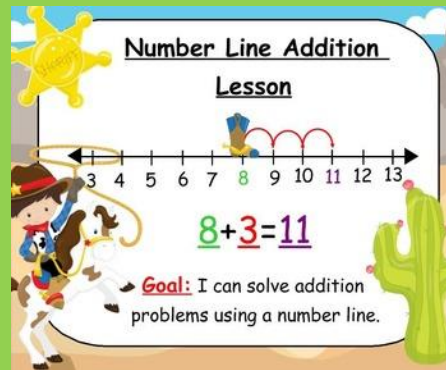 SHERIFF
Number Line Addition
Lesson
3 4 5 6 7 8 9 10 11 12 13
8+3=11
Goal: I can solve addition
problems using a number line.